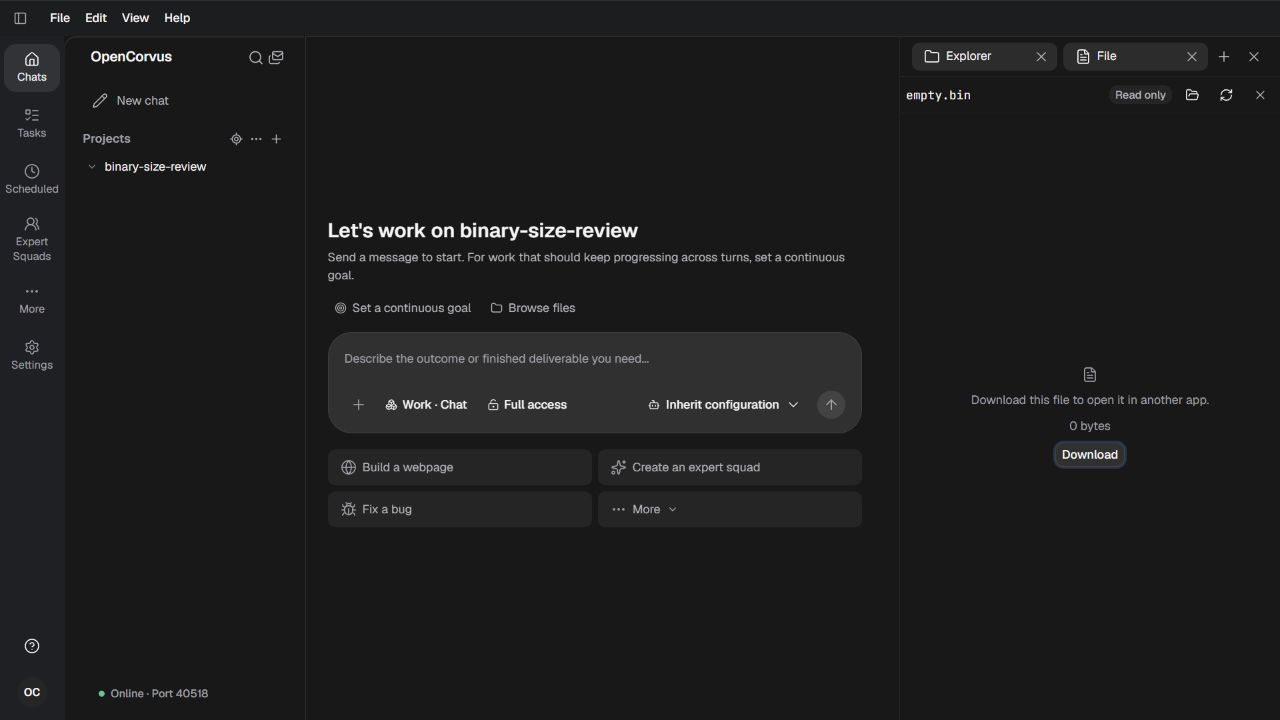 File Edit View Help
Chats
Tasks
Scheduled
Expert
Squads
More
Settings
OC
OpenCorvus
New chat
Projects
binary-size-review
Online · Port 40518
Let's work on binary-size-review
Send a message to start. For work that should keep progressing across turns, set a continuous
goal.
Set a continuous goal Browse files
Describe the outcome or finished deliverable you need...
Work · Chat Full access Inherit configuration
Build a webpage Create an expert squad
Fix a bug More
Explorer File
empty.bin Read only
Download this file to open it in another app.
0 bytes
Download